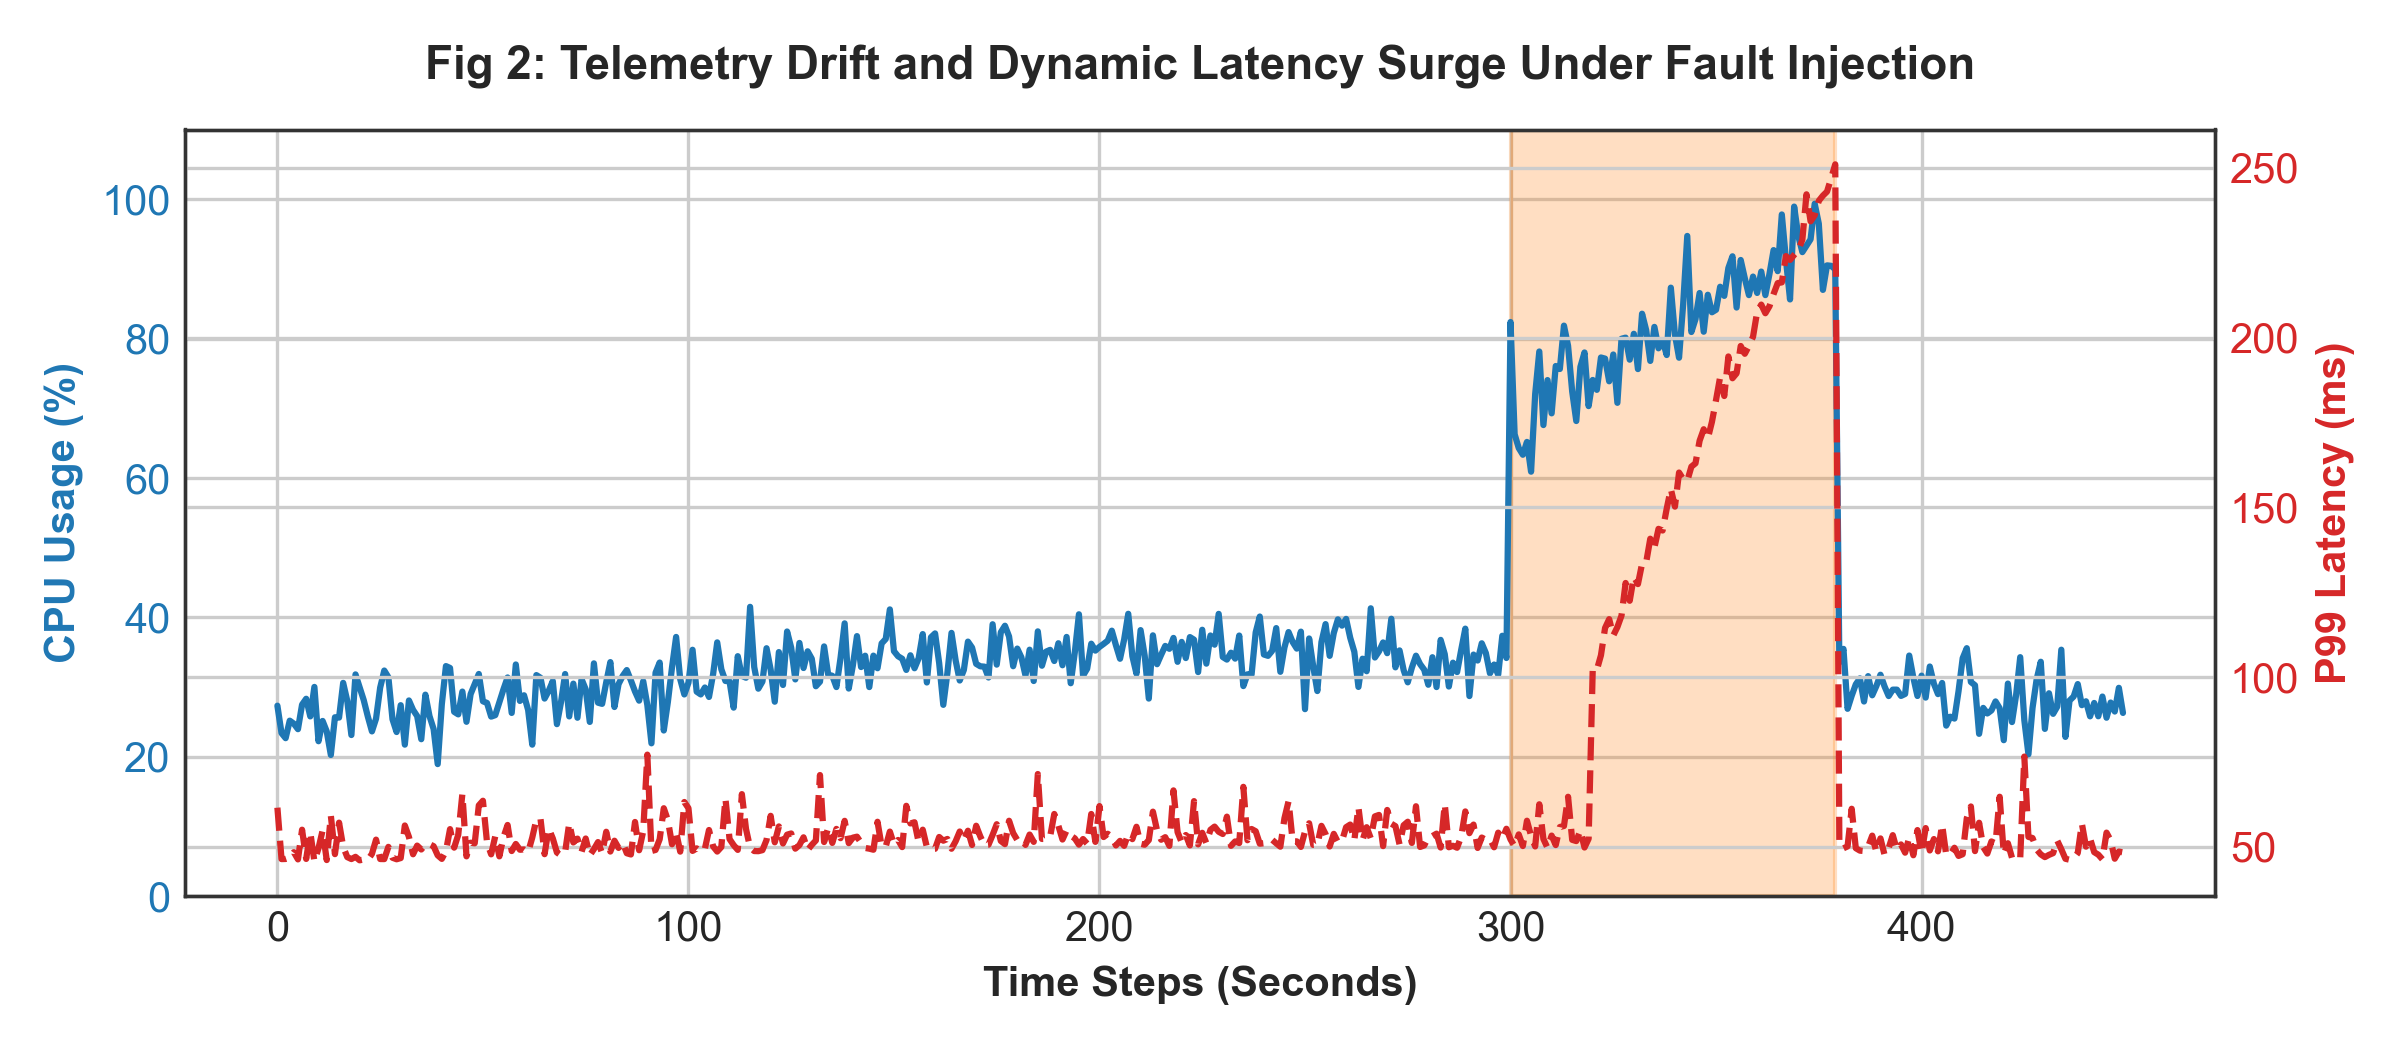 Fig 2: Telemetry Drift and Dynamic Latency Surge Under Fault Injection
CPU Usage (%)
100
80
60
40
20
0
250
200
150
100
50
P99 Latency (ms)
0 100 200 300 400
Time Steps (Seconds)